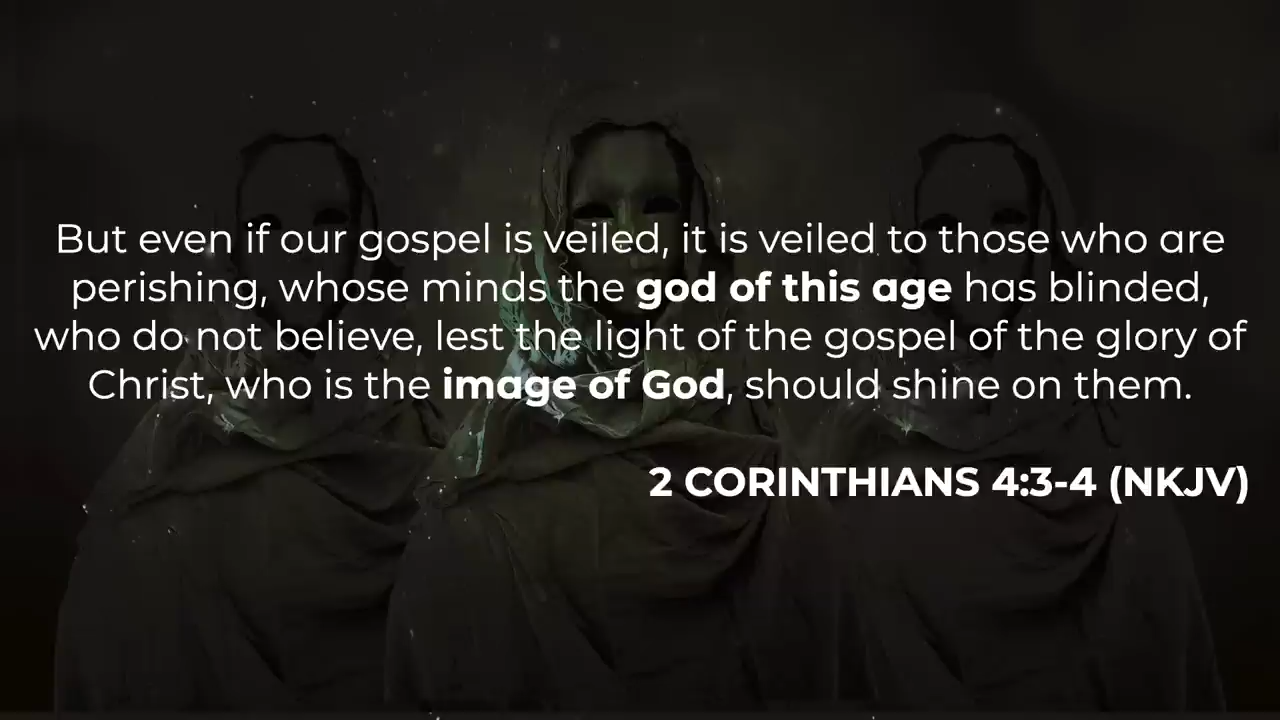 But even if our gospel is veiled, it is veiled to those who are
perishing, whose minds the god of this age has blinded,
who do not believe, lest the light of the gospel of the glory of
Christ, who is the image of God, should shine on them.
2 CORINTHIANS 4:3-4 (NKJV)